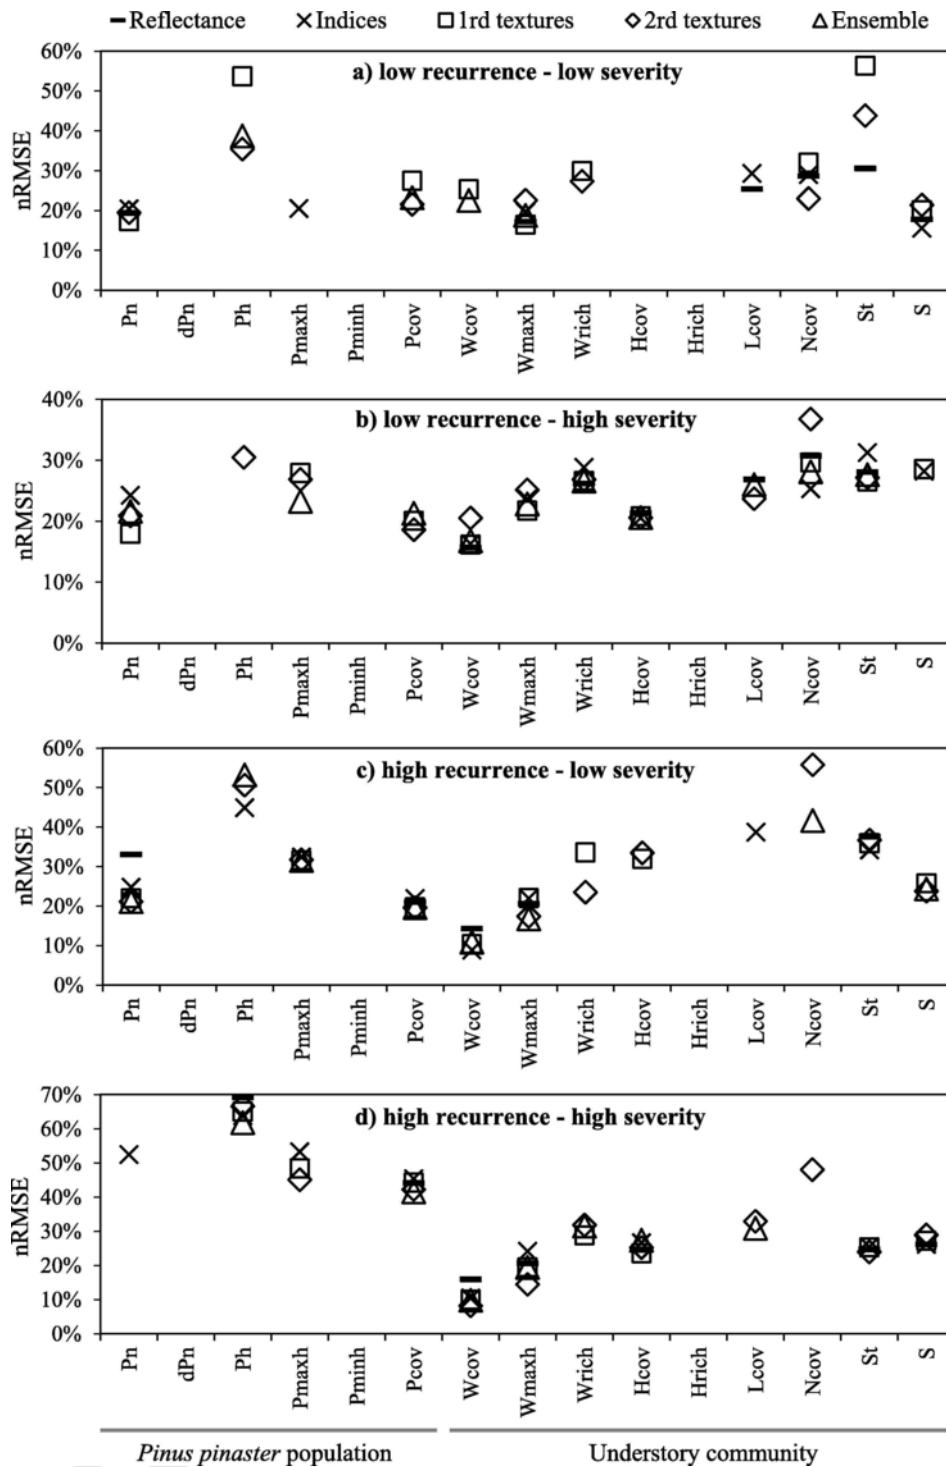 Reflectance Indices 1rd textures 2rd textures Ensemble
a) low recurrence - low severity
nRMSE
60%
50%
40%
30%
20%
10%
0%
Pn dPn Ph Pmaxh Pminh Pcov Wcov Wmaxh Wrich Hcov Hrich Lcov Ncov St S
b) low recurrence - high severity
nRMSE
40%
30%
20%
10%
0%
Pn dPn Ph Pmaxh Pminh Pcov Wcov Wmaxh Wrich Hcov Hrich Lcov Ncov St S
c) high recurrence - low severity
nRMSE
60%
50%
40%
30%
20%
10%
0%
Pn dPn Ph Pmaxh Pminh Pcov Wcov Wmaxh Wrich Hcov Hrich Lcov Ncov St S
d) high recurrence - high severity
nRMSE
70%
60%
50%
40%
30%
20%
10%
0%
Pn dPn Ph Pmaxh Pminh Pcov Wcov Wmaxh Wrich Hcov Hrich Lcov Ncov St S
Pinus pinaster population Understory community